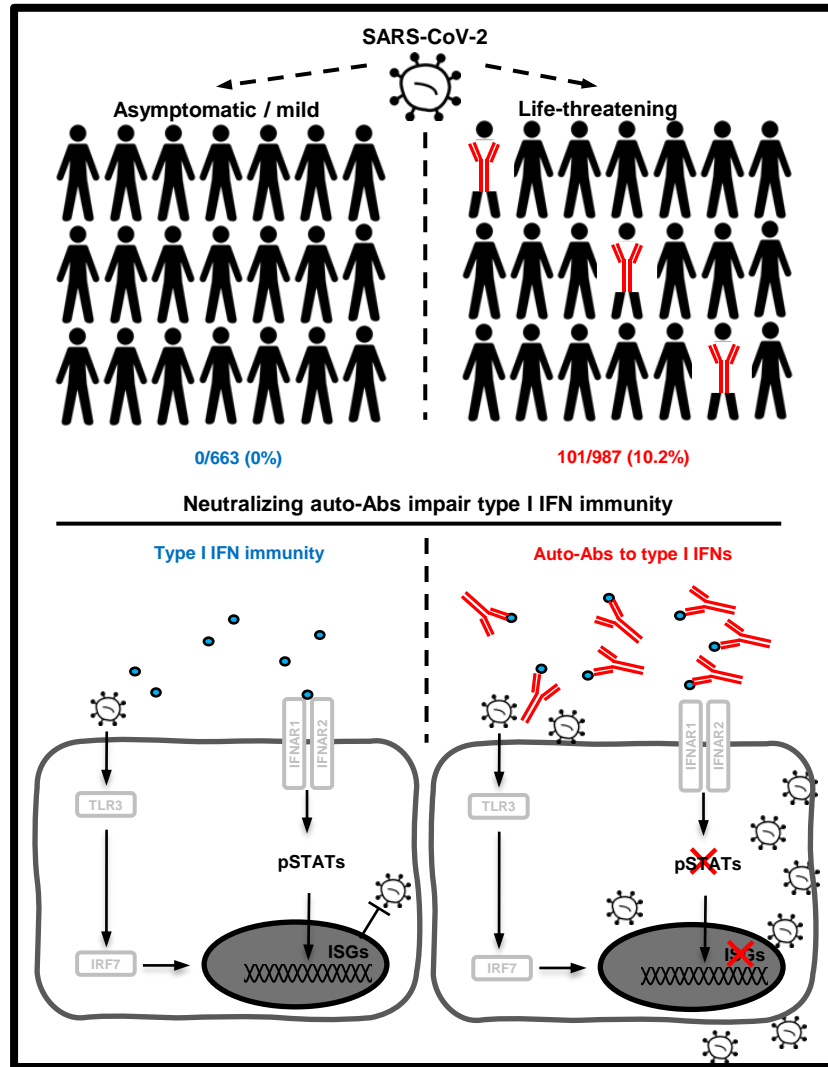 SARS-CoV-2
Asymptomatic / mild
Life-threatening
0/663 (0%)
101/987 (10.2%)
Neutralizing auto-Abs impair type I IFN immunity
Type I IFN immunity
Auto-Abs to type I IFNs
IFNAR1
IFNAR2
TLR3
pSTATs
ISGs
IRF7
IFNAR1
IFNAR2
TLR3
pSTATs
ISGs
IRF7